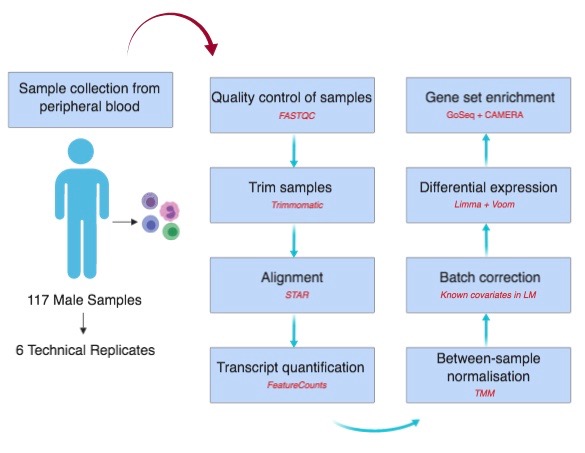 Sample collection from
peripheral blood
117 Male Samples
6 Technical Replicates
Quality control of samples
FASTQC
Trim samples
Trimmomatic
Alignment
STAR
Transcript quantification
FeatureCounts
Between-sample
normalisation
TMM
Batch correction
Known covariates in LM
Differential expression
Limma + Voom
Gene set enrichment
GoSeq + CAMERA